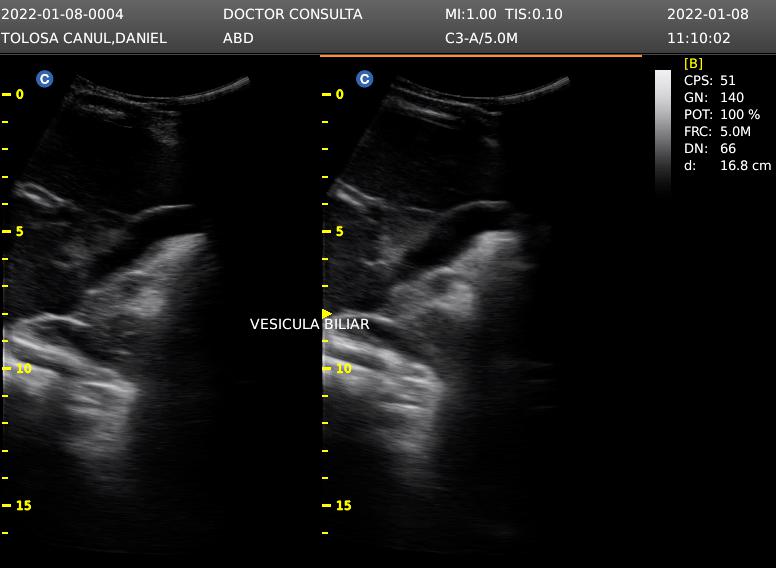 2022-01-08-0004 DOCTOR CONSULTA MI:1.00 TIS:0.10 2022-01-08
TOLOSA CANUL,DANIEL ABD C3-A/5.0M 11:10:02
C C
[B]
CPS: 51
GN: 140
POT: 100 %
FRC: 5.0M
DN: 66
d: 16.8 cm
0 0
5 5
VESICULA BILIAR
10 10
15 15